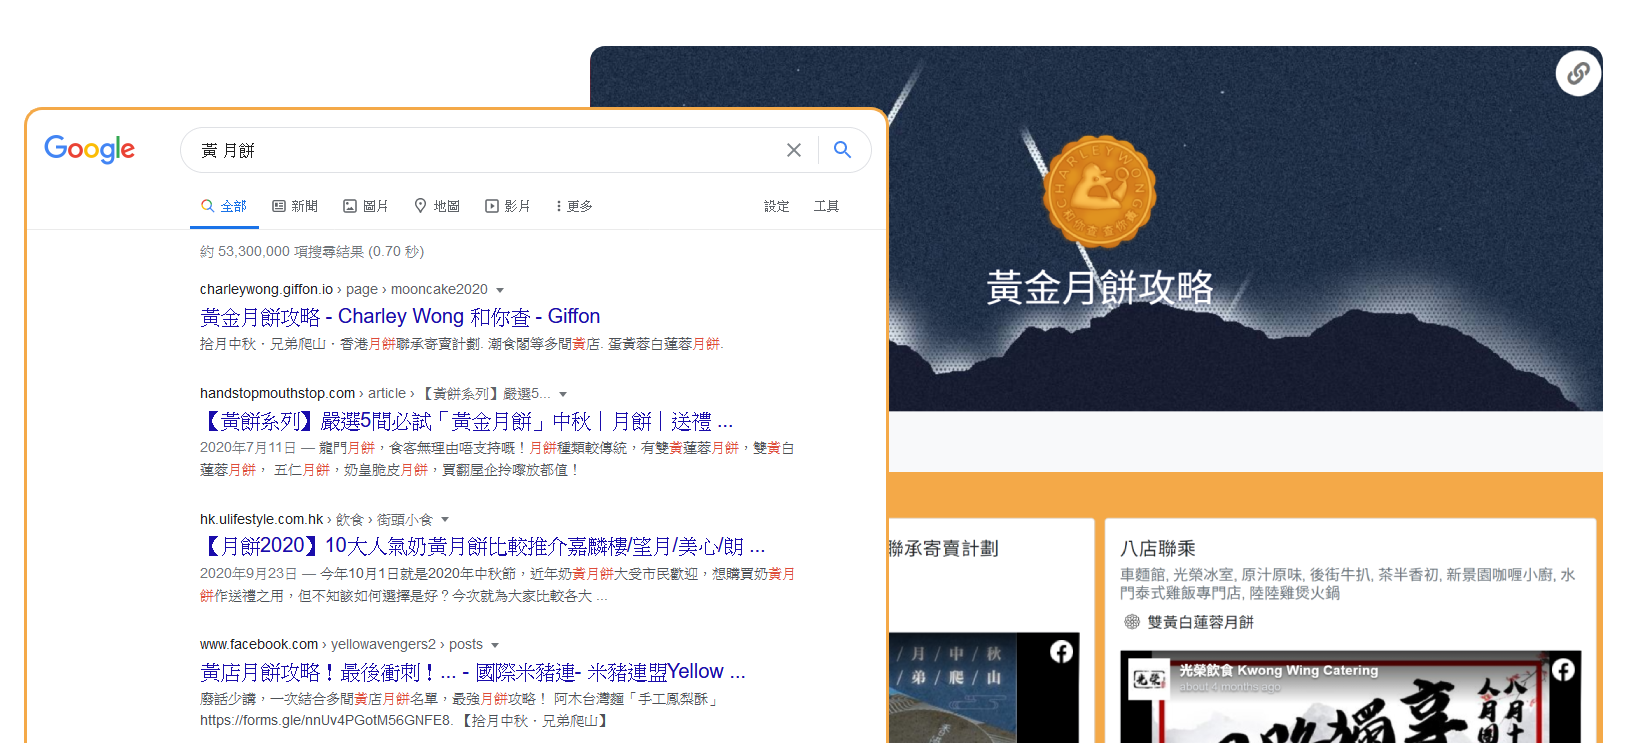 Google
黃 月餅
全部
新聞
圖片
地圖
影片
更多
設定
工具
約 53,300,000 項搜尋結果 (0.70 秒)
charleywong.giffon.io › page › mooncake2020
黃金月餅攻略 - Charley Wong 和你查 - Giffon
拾月中秋．兄弟爬山．香港月餅聯承寄賣計劃. 潮食閣等多間黃店. 蛋黃蓉白蓮蓉月餅.
handstopmouthstop.com › article › 【黃餅系列】嚴選5...
【黃餅系列】嚴選5間必試「黃金月餅」中秋｜月餅｜送禮 ...
2020年7月11日 — 龍門月餅，食客無理由唔支持嘅！月餅種類較傳統，有雙黃蓮蓉月餅，雙黃白
蓮蓉月餅， 五仁月餅，奶皇脆皮月餅，買翻屋企拎嚟放都值！
hk.ulifestyle.com.hk › 飲食 › 街頭小食
【月餅2020】10大人氣奶黃月餅比較推介嘉麟樓/望月/美心/朗 ...
2020年9月23日 — 今年10月1日就是2020年中秋節，近年奶黃月餅大受市民歡迎，想購買奶黃月
餅作送禮之用，但不知該如何選擇是好？今次就為大家比較各大 ...
www.facebook.com › yellowavengers2 › posts
黃店月餅攻略！最後衝刺！... - 國際米豬連- 米豬連盟Yellow ...
廢話少講，一次結合多間黃店月餅名單，最強月餅攻略！ 阿木台灣麵「手工鳳梨酥」
https://forms.gle/nnUv4PGotM56GNFE8. 【拾月中秋．兄弟爬山】
CHARLEY WONG
和你查 查你黃
黃金月餅攻略
聯承寄賣計劃
/ 月 / 中 / 秋
/ 弟 / 爬 / 山
八店聯乘
車麵館, 光榮冰室, 原汁原味, 後街牛扒, 茶半香初, 新景園咖喱小廚, 水
門泰式雞飯專門店, 陸陸雞煲火鍋
雙黃白蓮蓉月餅
光榮
光榮飲食 Kwong Wing Catering
about 4 months ago
八月十
人月團